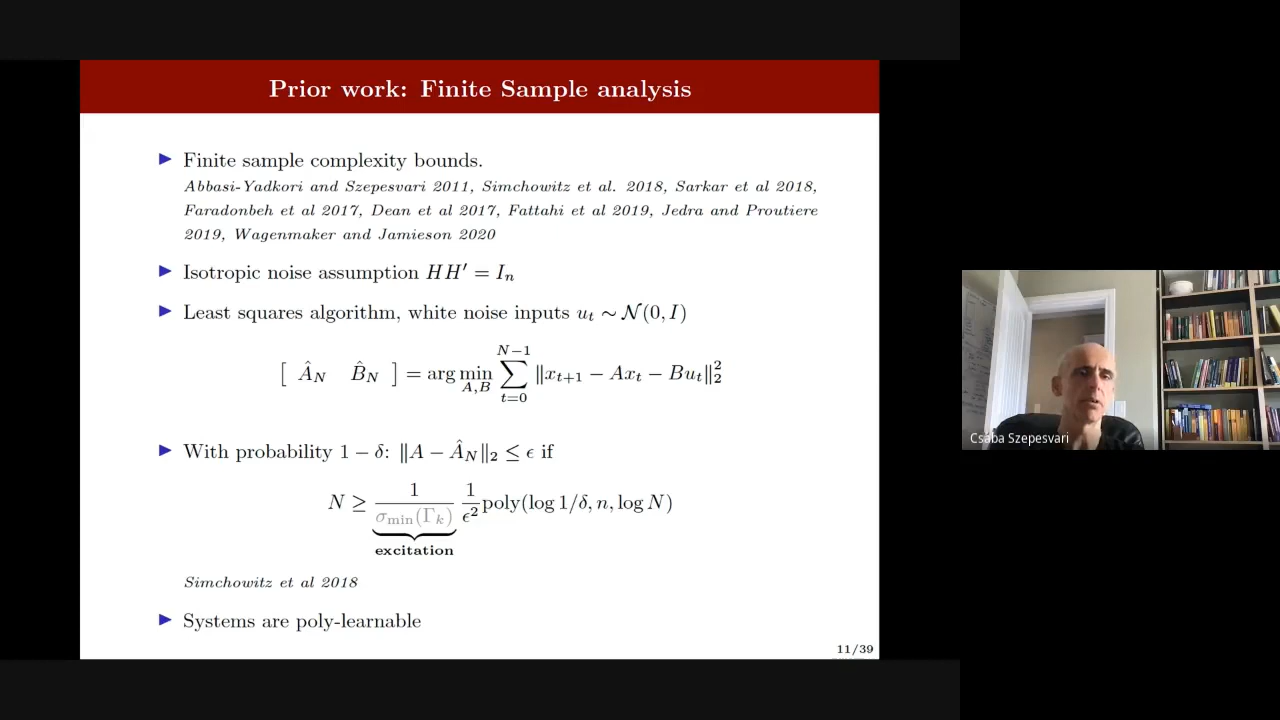 Prior work: Finite Sample analysis
▶ Finite sample complexity bounds.
Abbasi-Yadkori and Szepesvari 2011, Simchowitz et al. 2018, Sarkar et al 2018,
Faradonbeh et al 2017, Dean et al 2017, Fattahi et al 2019, Jedra and Proutiere
2019, Wagenmaker and Jamieson 2020
▶ Isotropic noise assumption HH′ = Iₙ
▶ Least squares algorithm, white noise inputs uₜ ∼ 𝒩(0, I)
[ Â_N B̂_N ] = arg min_{A,B} ∑_{t=0}^{N−1} ‖x_{t+1} − Ax_t − Bu_t‖₂²
▶ With probability 1 − δ: ‖A − Â_N‖₂ ≤ ϵ if
N ≥ 1/σ_min(Γ_k) 1/ϵ² poly(log 1/δ, n, log N)
excitation
Simchowitz et al 2018
▶ Systems are poly-learnable
11/39
Csaba Szepesvari